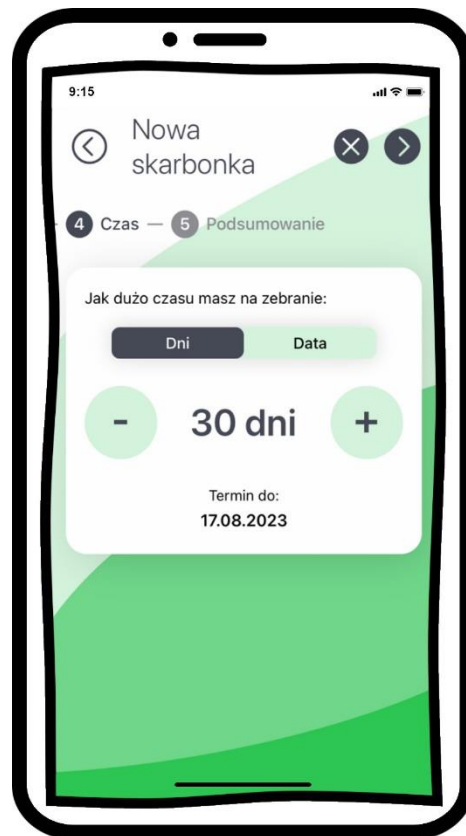 9:15
Nowa
skarbonka
4 Czas — 5 Podsumowanie
Jak dużo czasu masz na zebranie:
Dni Data
- 30 dni +
Termin do:
17.08.2023